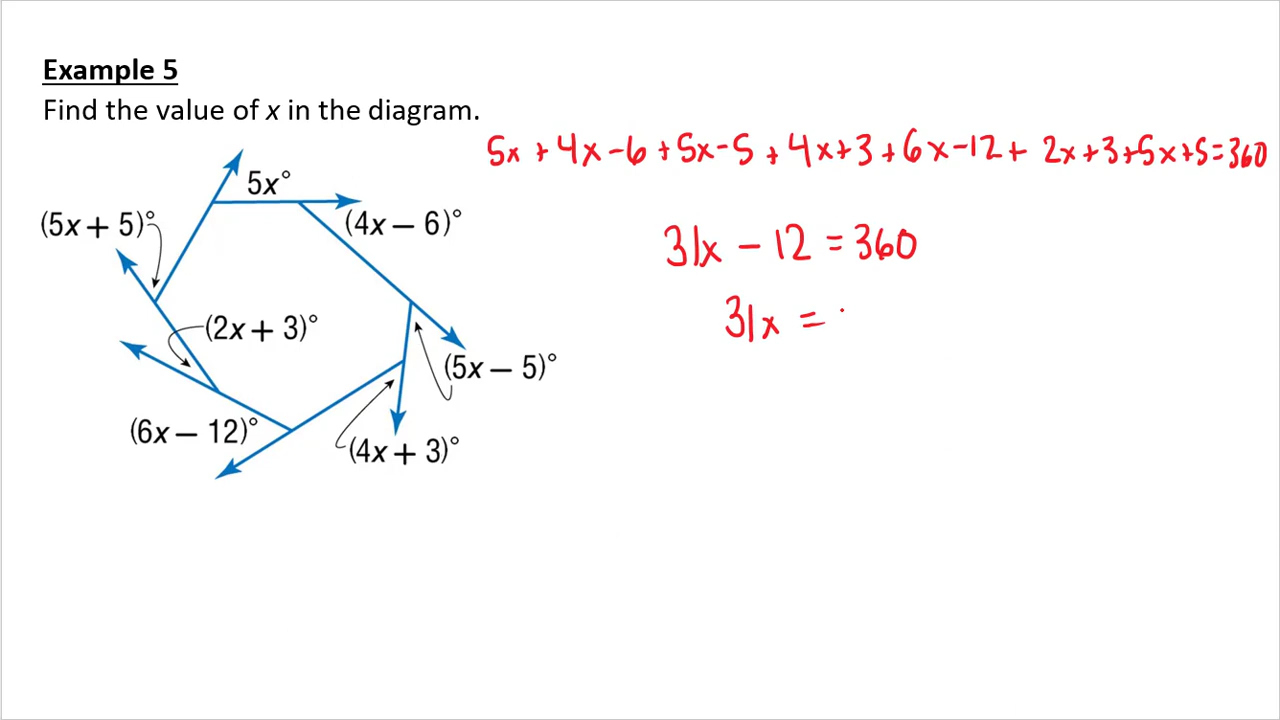 Example 5
Find the value of x in the diagram.
5x + 4x - 6 + 5x - 5 + 4x + 3 + 6x - 12 + 2x + 3 + 5x + 5 = 360
5x°
(5x + 5)°
(4x − 6)°
31x - 12 = 360
(2x + 3)°
31x =
(5x − 5)°
(6x − 12)°
(4x + 3)°